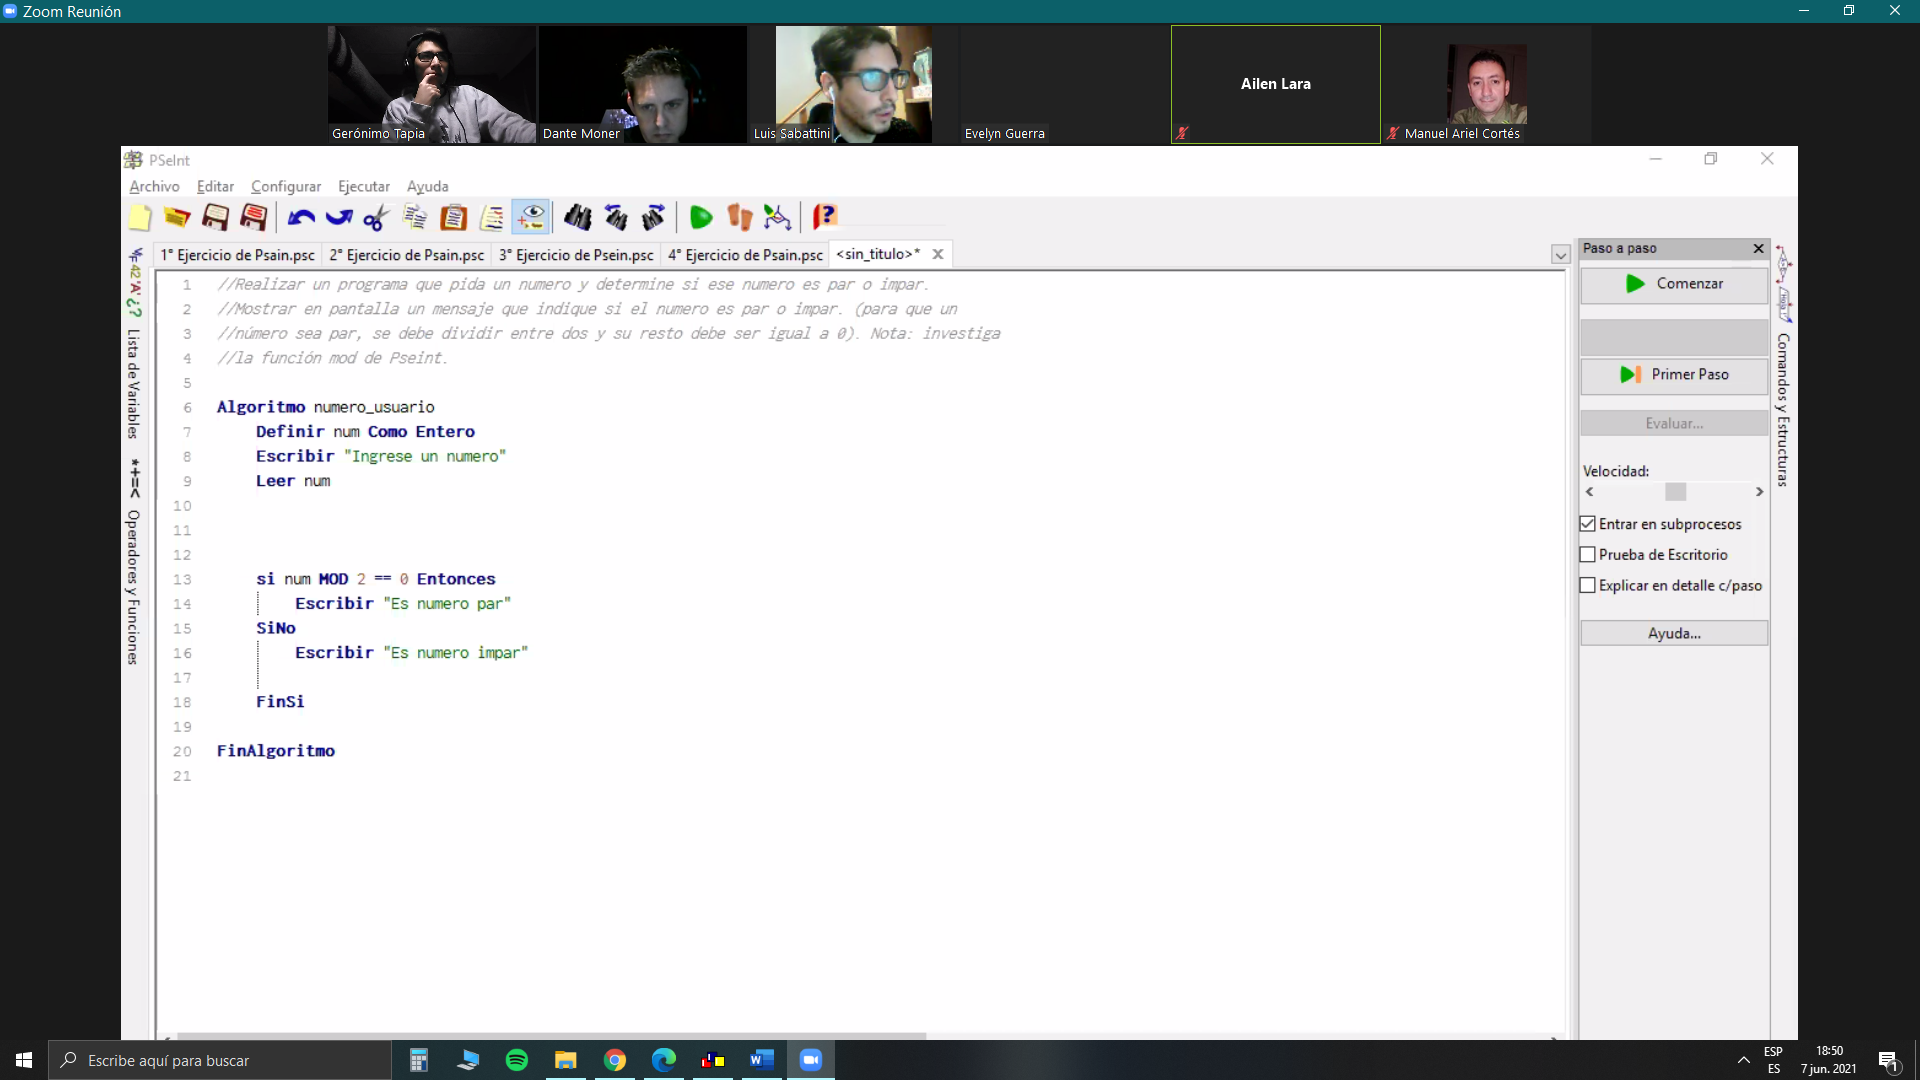 Zoom Reunión
Ailen Lara
Gerónimo Tapia
Dante Moner
Luis Sabattini
Evelyn Guerra
Manuel Ariel Cortés
PSeInt
Archivo Editar Configurar Ejecutar Ayuda
1° Ejercicio de Psain.psc 2° Ejercicio de Psain.psc 3° Ejercicio de Psein.psc 4° Ejercicio de Psain.psc <sin_titulo>*
1 //Realizar un programa que pida un numero y determine si ese numero es par o impar.
2 //Mostrar en pantalla un mensaje que indique si el numero es par o impar. (para que un
3 //número sea par, se debe dividir entre dos y su resto debe ser igual a 0). Nota: investiga
4 //la función mod de Pseint.
5
6 Algoritmo numero_usuario
7 Definir num Como Entero
8 Escribir "Ingrese un numero"
9 Leer num
10
11
12
13 si num MOD 2 == 0 Entonces
14 Escribir "Es numero par"
15 SiNo
16 Escribir "Es numero impar"
17
18 FinSi
19
20 FinAlgoritmo
21
42 'A' ¿?
Lista de Variables
*+=<
Operadores y Funciones
Paso a paso
Comenzar
Primer Paso
Evaluar...
Velocidad:
Entrar en subprocesos
Prueba de Escritorio
Explicar en detalle c/paso
Ayuda...
Comandos y Estructuras
Escribe aquí para buscar
ESP
ES
18:50
7 jun. 2021
1